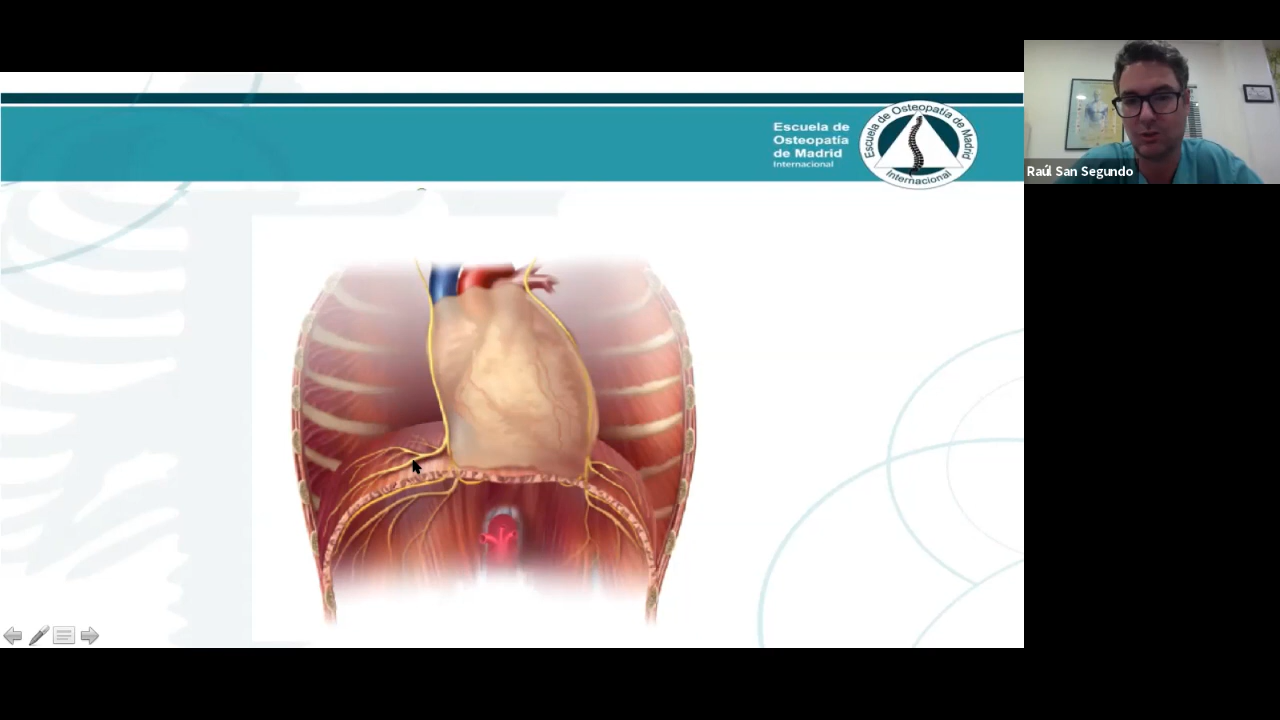 Escuela de
Osteopatía
de Madrid
Internacional
Escuela de Osteopatía de Madrid
Internacional
Raúl San Segundo